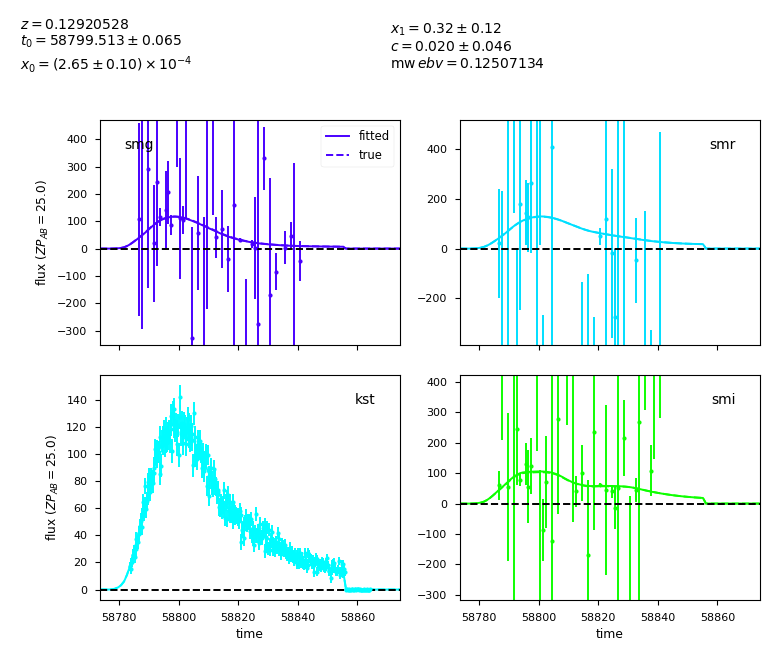 z = 0.12920528
t₀ = 58799.513 ± 0.065
x₀ = (2.65 ± 0.10) × 10⁻⁴
x₁ = 0.32 ± 0.12
c = 0.020 ± 0.046
mw ebv = 0.12507134
smg
fitted
true
400
300
200
100
0
−100
−200
−300
flux (ZP_AB = 25.0)
smr
400
200
0
−200
kst
140
120
100
80
60
40
20
0
flux (ZP_AB = 25.0)
58780 58800 58820 58840 58860
time
smi
400
300
200
100
0
−100
−200
−300
58780 58800 58820 58840 58860
time